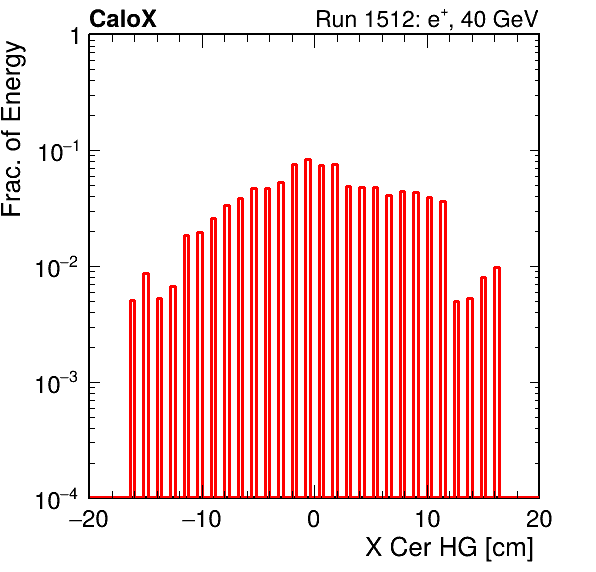 CaloX Run 1512: e⁺, 40 GeV
Frac. of Energy
1
10⁻¹
10⁻²
10⁻³
10⁻⁴
−20 −10 0 10 20
X Cer HG [cm]